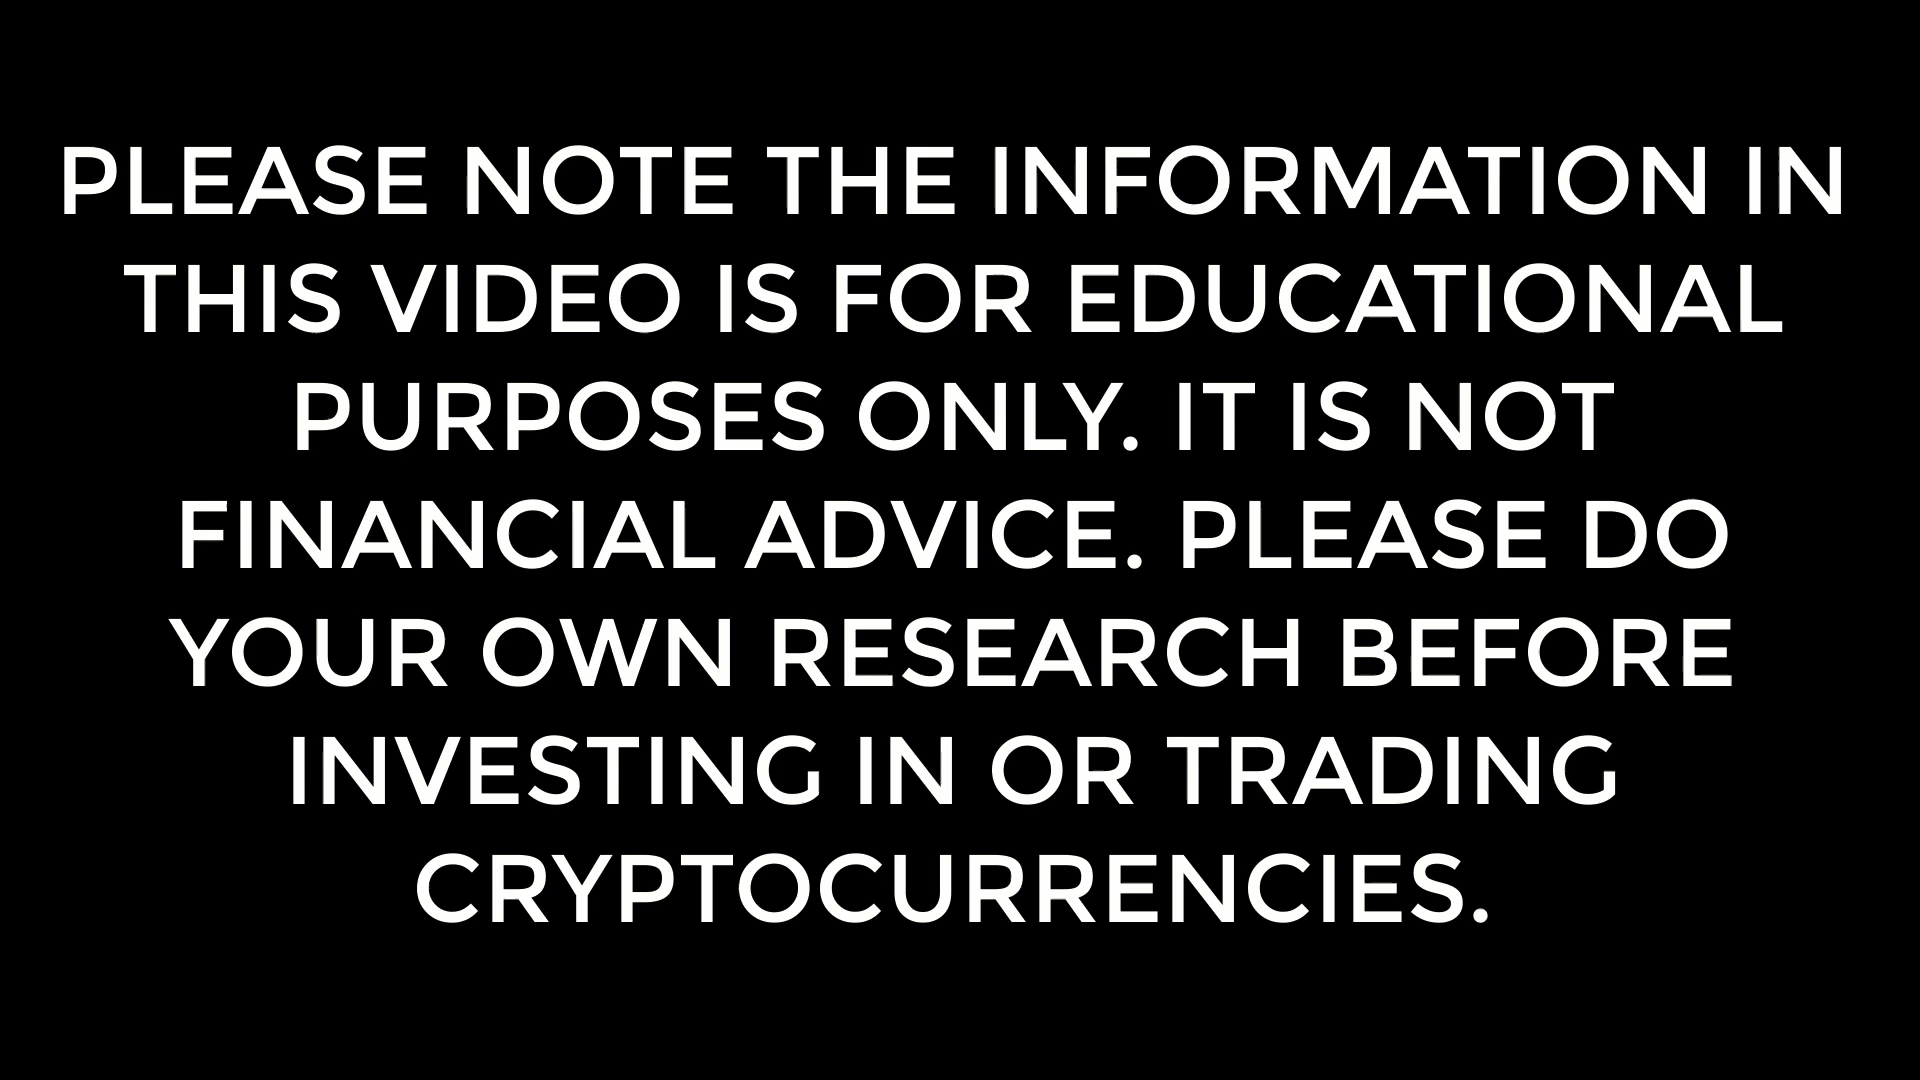 PLEASE NOTE THE INFORMATION IN
THIS VIDEO IS FOR EDUCATIONAL
PURPOSES ONLY. IT IS NOT
FINANCIAL ADVICE. PLEASE DO
YOUR OWN RESEARCH BEFORE
INVESTING IN OR TRADING
CRYPTOCURRENCIES.